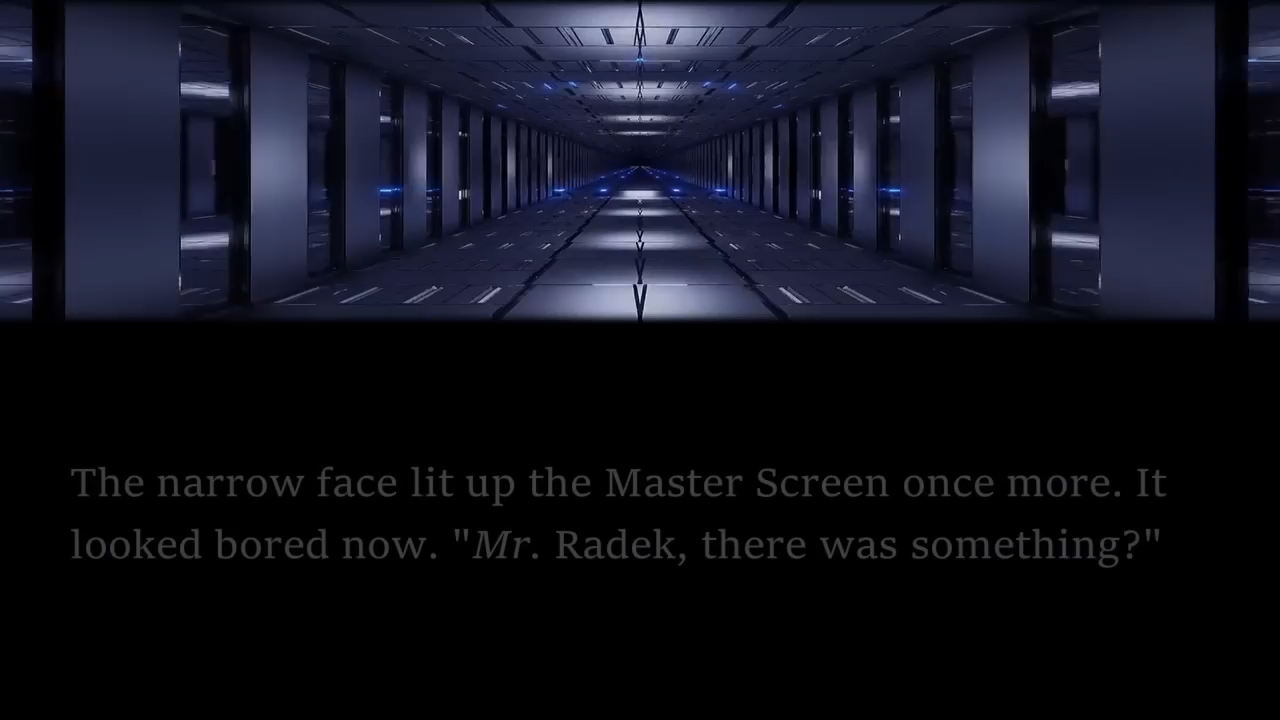 The narrow face lit up the Master Screen once more. It
looked bored now. "Mr. Radek, there was something?"